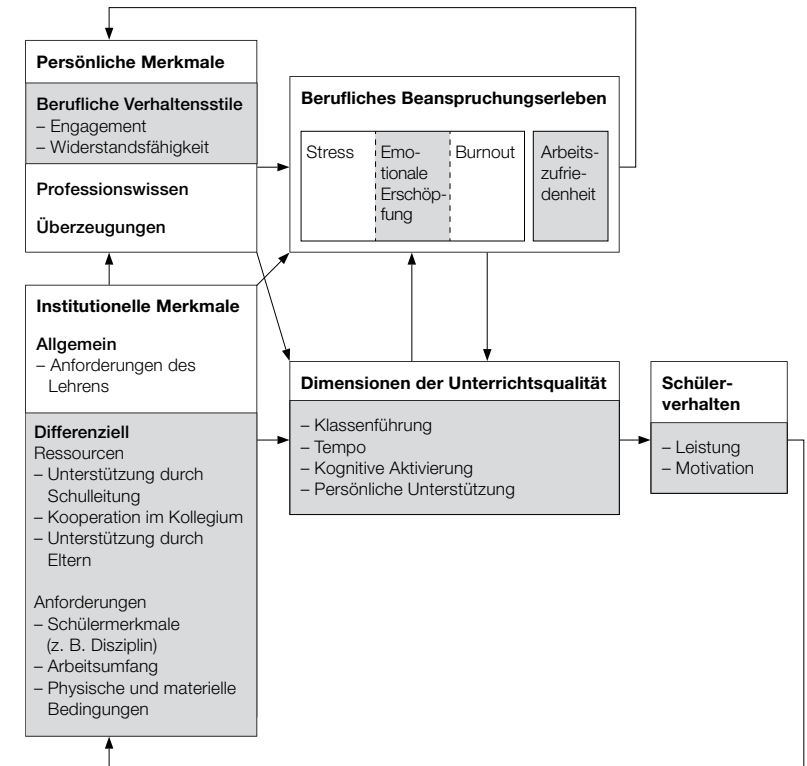 Persönliche Merkmale
Berufliche Verhaltensstile
– Engagement
– Widerstandsfähigkeit
Professionswissen
Überzeugungen
Berufliches Beanspruchungserleben
Stress
Emo-
tionale
Erschöp-
fung
Burnout
Arbeits-
zufrie-
denheit
Institutionelle Merkmale
Allgemein
– Anforderungen des
Lehrens
Differenziell
Ressourcen
– Unterstützung durch
Schulleitung
– Kooperation im Kollegium
– Unterstützung durch
Eltern
Anforderungen
– Schülermerkmale
(z. B. Disziplin)
– Arbeitsumfang
– Physische und materielle
Bedingungen
Dimensionen der Unterrichtsqualität
– Klassenführung
– Tempo
– Kognitive Aktivierung
– Persönliche Unterstützung
Schüler-
verhalten
– Leistung
– Motivation